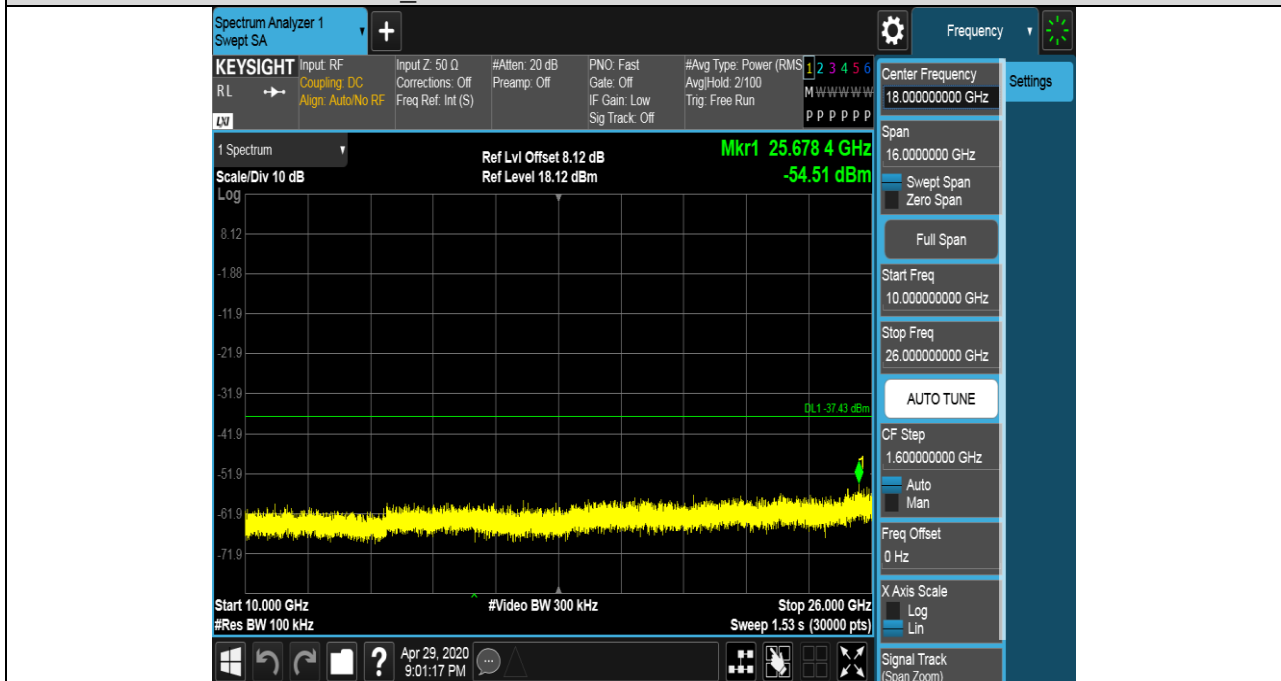 Spectrum Analyzer 1
Swept SA
+
Frequency
KEYSIGHT
RL
LXI
Input: RF
Coupling: DC
Align: Auto/No RF
Input Z: 50 Ω
Corrections: Off
Freq Ref: Int (S)
#Atten: 20 dB
Preamp: Off
PNO: Fast
Gate: Off
IF Gain: Low
Sig Track: Off
#Avg Type: Power (RMS
Avg|Hold: 2/100
Trig: Free Run
1 2 3 4 5 6
M W W W W W
P P P P P P
Center Frequency
18.000000000 GHz
Settings
Span
16.0000000 GHz
Swept Span
Zero Span
Full Span
Start Freq
10.000000000 GHz
Stop Freq
26.000000000 GHz
AUTO TUNE
CF Step
1.600000000 GHz
Auto
Man
Freq Offset
0 Hz
X Axis Scale
Log
Lin
Signal Track
(Span Zoom)
1 Spectrum
Scale/Div 10 dB
Ref Lvl Offset 8.12 dB
Ref Level 18.12 dBm
Mkr1 25.678 4 GHz
-54.51 dBm
Log
8.12
-1.88
-11.9
-21.9
-31.9
DL1 -37.43 dBm
-41.9
1
-51.9
-61.9
-71.9
Start 10.000 GHz
#Res BW 100 kHz
#Video BW 300 kHz
Stop 26.000 GHz
Sweep 1.53 s (30000 pts)
?
Apr 29, 2020
9:01:17 PM